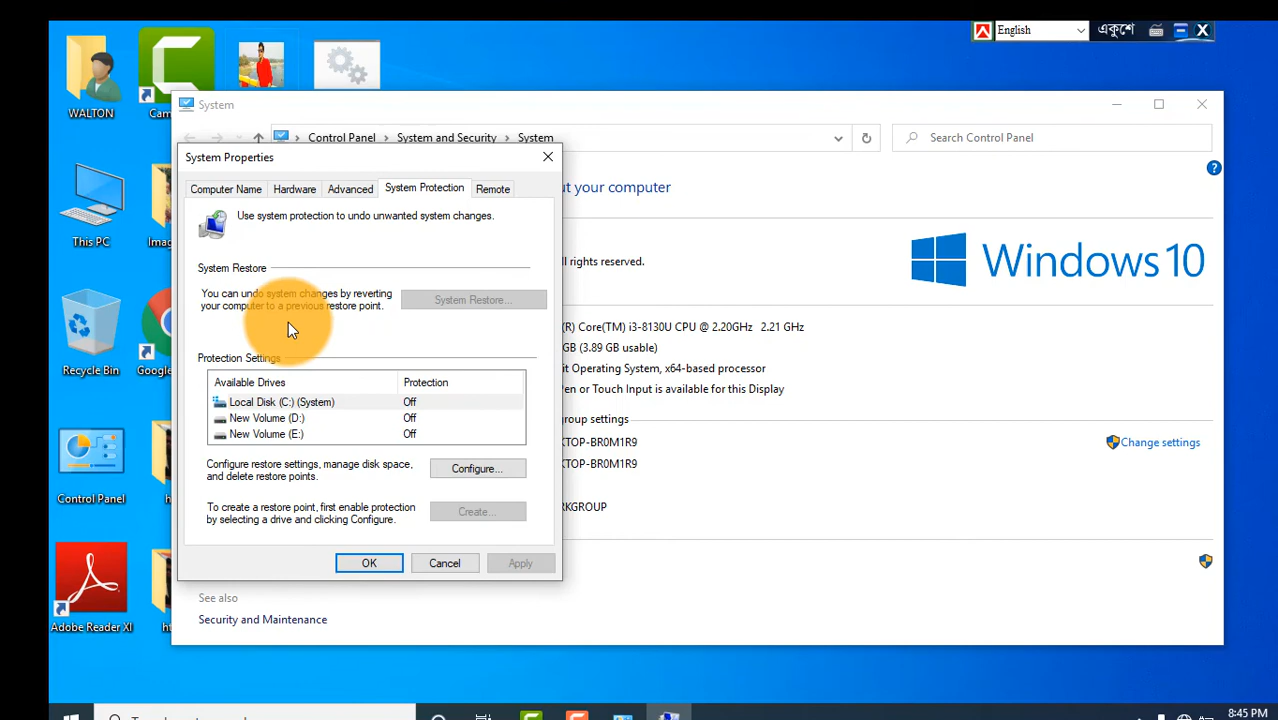 English
একুশে
WALTON
Cam
System
Control Panel
System and Security
System
Search Control Panel
System Properties
Computer Name
Hardware
Advanced
System Protection
Remote
ut your computer
Use system protection to undo unwanted system changes.
This PC
Imag
Windows 10
ll rights reserved.
System Restore
You can undo system changes by reverting
your computer to a previous restore point.
System Restore...
(R) Core(TM) i3-8130U CPU @ 2.20GHz 2.21 GHz
GB (3.89 GB usable)
it Operating System, x64-based processor
Pen or Touch Input is available for this Display
Protection Settings
Recycle Bin
Google
Available Drives
Protection
Local Disk (C:) (System)
Off
New Volume (D:)
Off
New Volume (E:)
Off
group settings
KTOP-BR0M1R9
Change settings
KTOP-BR0M1R9
Configure restore settings, manage disk space,
and delete restore points.
Configure...
Control Panel
h
To create a restore point, first enable protection
by selecting a drive and clicking Configure.
Create...
RKGROUP
OK
Cancel
Apply
See also
Security and Maintenance
Adobe Reader XI
ht
8:45 PM